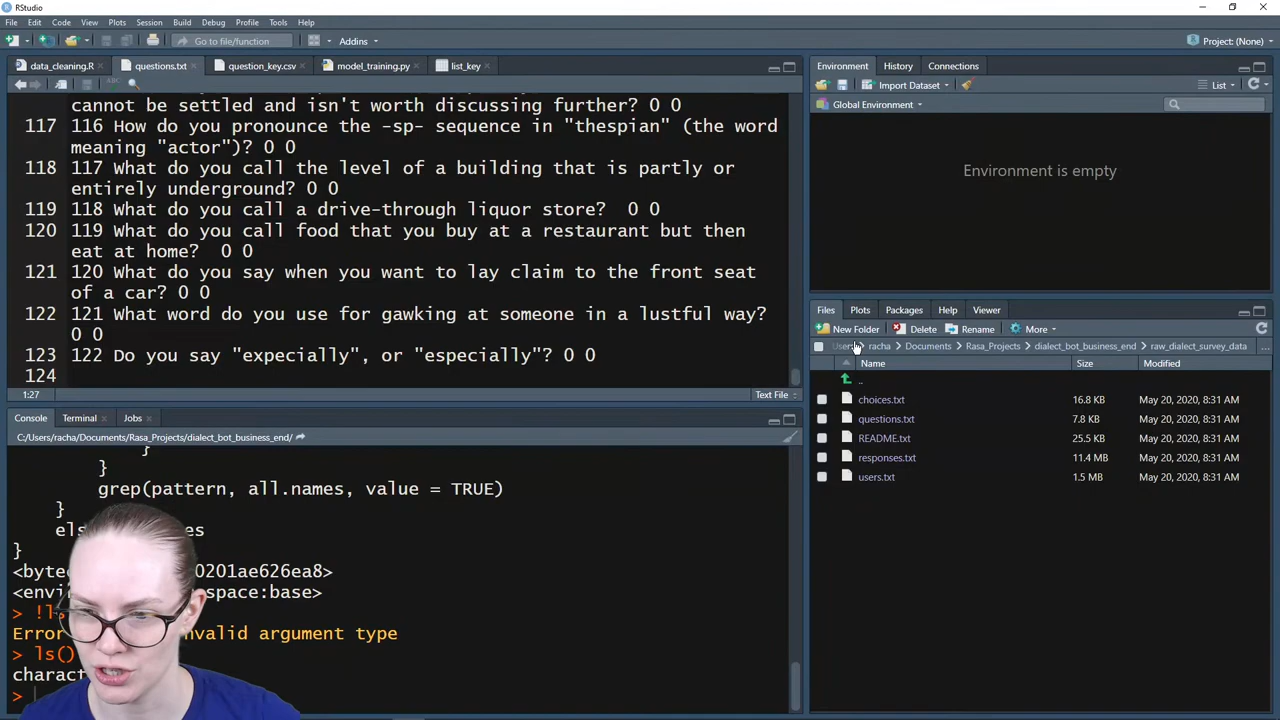 RStudio
File Edit Code View Plots Session Build Debug Profile Tools Help
Go to file/function Addins Project: (None)
data_cleaning.R questions.txt question_key.csv model_training.py list_key
cannot be settled and isn't worth discussing further? 0 0
117 116 How do you pronounce the -sp- sequence in "thespian" (the word
meaning "actor")? 0 0
118 117 What do you call the level of a building that is partly or
entirely underground? 0 0
119 118 What do you call a drive-through liquor store?  0 0
120 119 What do you call food that you buy at a restaurant but then
eat at home?  0 0
121 120 What do you say when you want to lay claim to the front seat
of a car? 0 0
122 121 What word do you use for gawking at someone in a lustful way?
0 0
123 122 Do you say "expecially", or "especially"? 0 0
124
1:27 Text File
Console Terminal Jobs
C:/Users/racha/Documents/Rasa_Projects/dialect_bot_business_end/
}
}
grep(pattern, all.names, value = TRUE)
}
}
<byte 0201ae626ea8>
space:base>
> !ls
Error nvalid argument type
> ls()
charact
>
Environment History Connections
Import Dataset List
Global Environment
Environment is empty
Files Plots Packages Help Viewer
New Folder Delete Rename More
Users racha Documents Rasa_Projects dialect_bot_business_end raw_dialect_survey_data ...
Name Size Modified
..
choices.txt 16.8 KB May 20, 2020, 8:31 AM
questions.txt 7.8 KB May 20, 2020, 8:31 AM
README.txt 25.5 KB May 20, 2020, 8:31 AM
responses.txt 11.4 MB May 20, 2020, 8:31 AM
users.txt 1.5 MB May 20, 2020, 8:31 AM